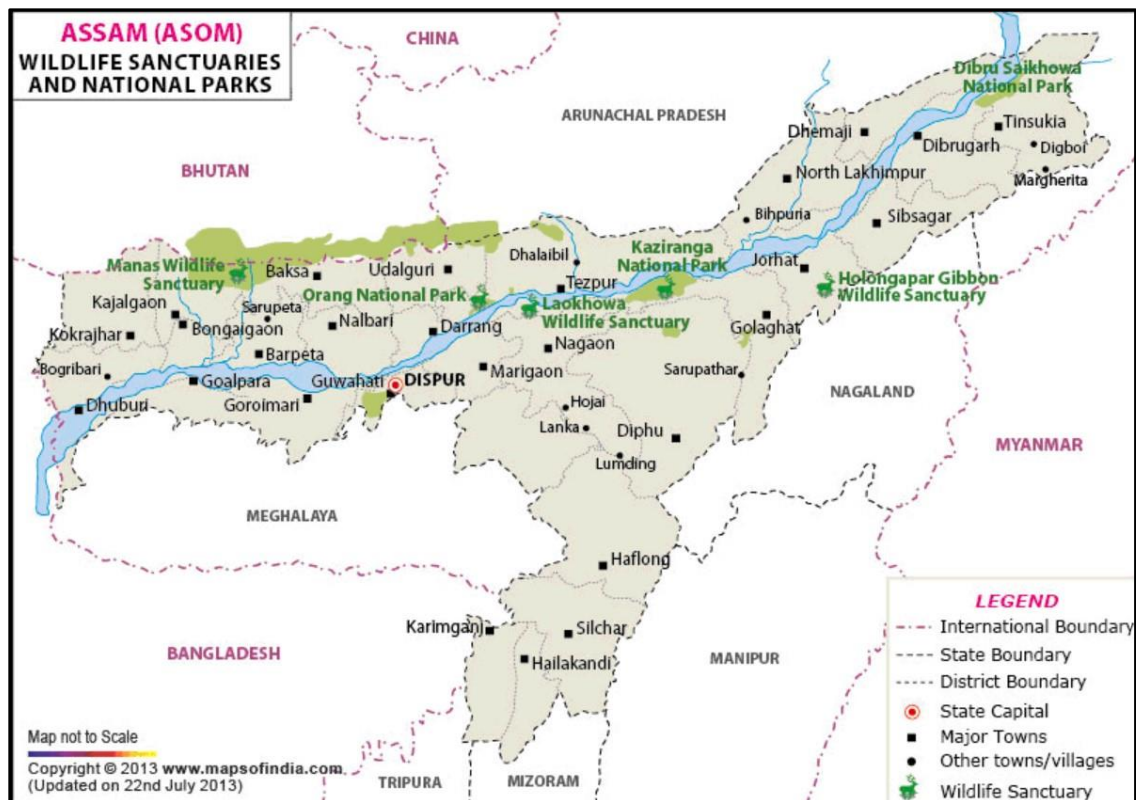 ASSAM (ASOM)
WILDLIFE SANCTUARIES
AND NATIONAL PARKS
CHINA
ARUNACHAL PRADESH
BHUTAN
Dibru Saikhowa
National Park
Dhemaji
Tinsukia
Dibrugarh
Digboi
Margherita
North Lakhimpur
Bihpuria
Sibsagar
Manas Wildlife
Sanctuary
Baksa
Udalguri
Dhalaibil
Kaziranga
National Park
Jorhat
Tezpur
Holongapar Gibbon
Wildlife Sanctuary
Orang National Park
Laokhowa
Wildlife Sanctuary
Kajalgaon
Sarupeta
Kokrajhar
Bongaigaon
Nalbari
Darrang
Golaghat
Nagaon
Barpeta
Marigaon
Bogribari
Goalpara
Guwahati
DISPUR
Sarupathar
NAGALAND
Dhuburi
Goroimari
Hojai
Lanka
Diphu
Lumding
MYANMAR
MEGHALAYA
Haflong
Karimganj
Silchar
Hailakandi
BANGLADESH
MANIPUR
TRIPURA
MIZORAM
Map not to Scale
Copyright © 2013 www.mapsofindia.com
(Updated on 22nd July 2013)
LEGEND
International Boundary
State Boundary
District Boundary
State Capital
Major Towns
Other towns/villages
Wildlife Sanctuary